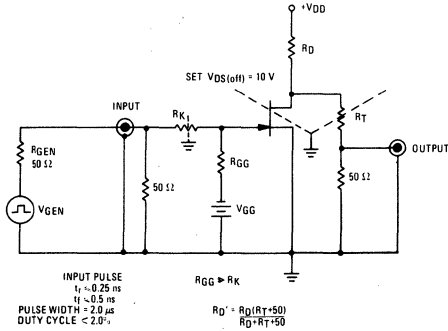 +VDD
RD
SET VDS(off) = 10 V
INPUT
RK
RT
OUTPUT
RGEN
50 Ω
RGG
50 Ω
50 Ω
VGG
VGEN
INPUT PULSE
tr ≈ 0.25 ns
tf ≈ 0.5 ns
PULSE WIDTH = 2.0 μs
DUTY CYCLE < 2.0%
RGG > RK
RD' = RD(RT+50)
RD+RT+50